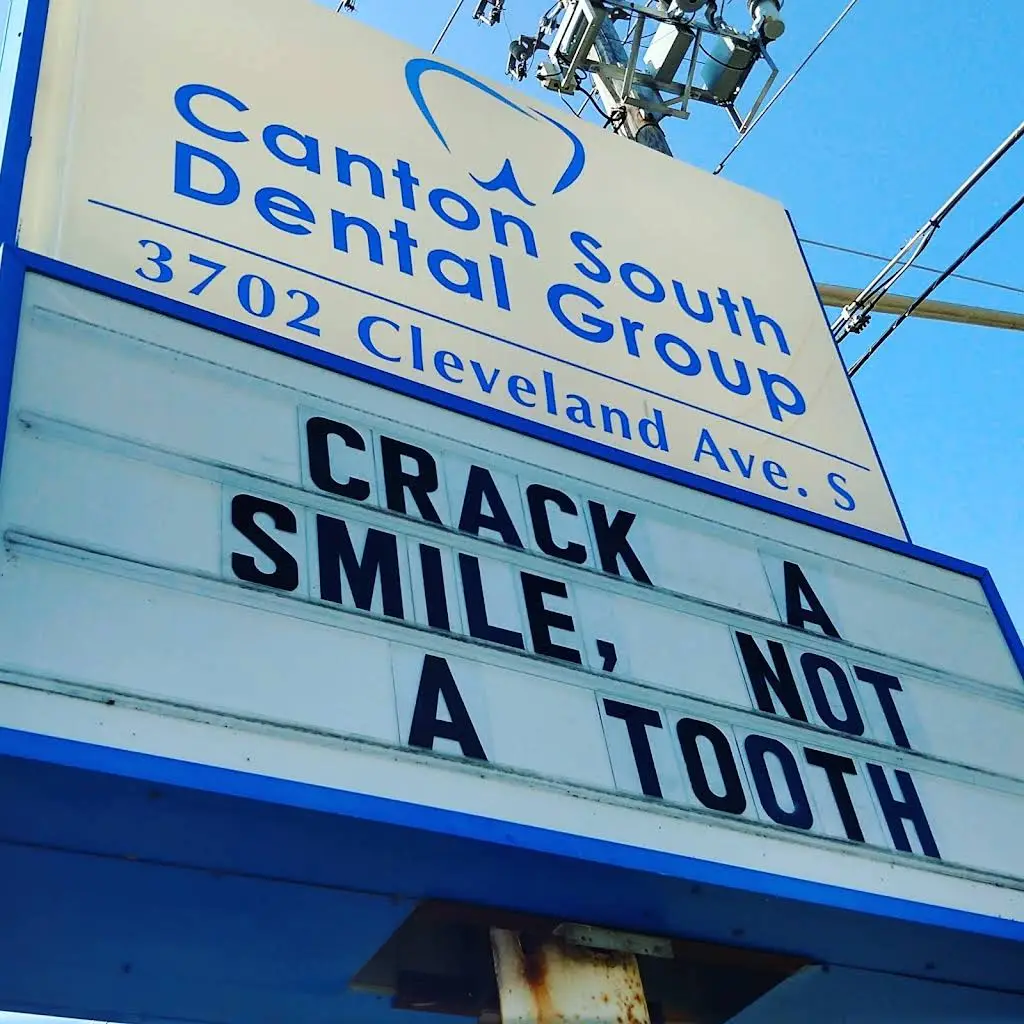 Canton South
Dental Group
3702 Cleveland Ave. S
CRACK A
SMILE, NOT
A TOOTH